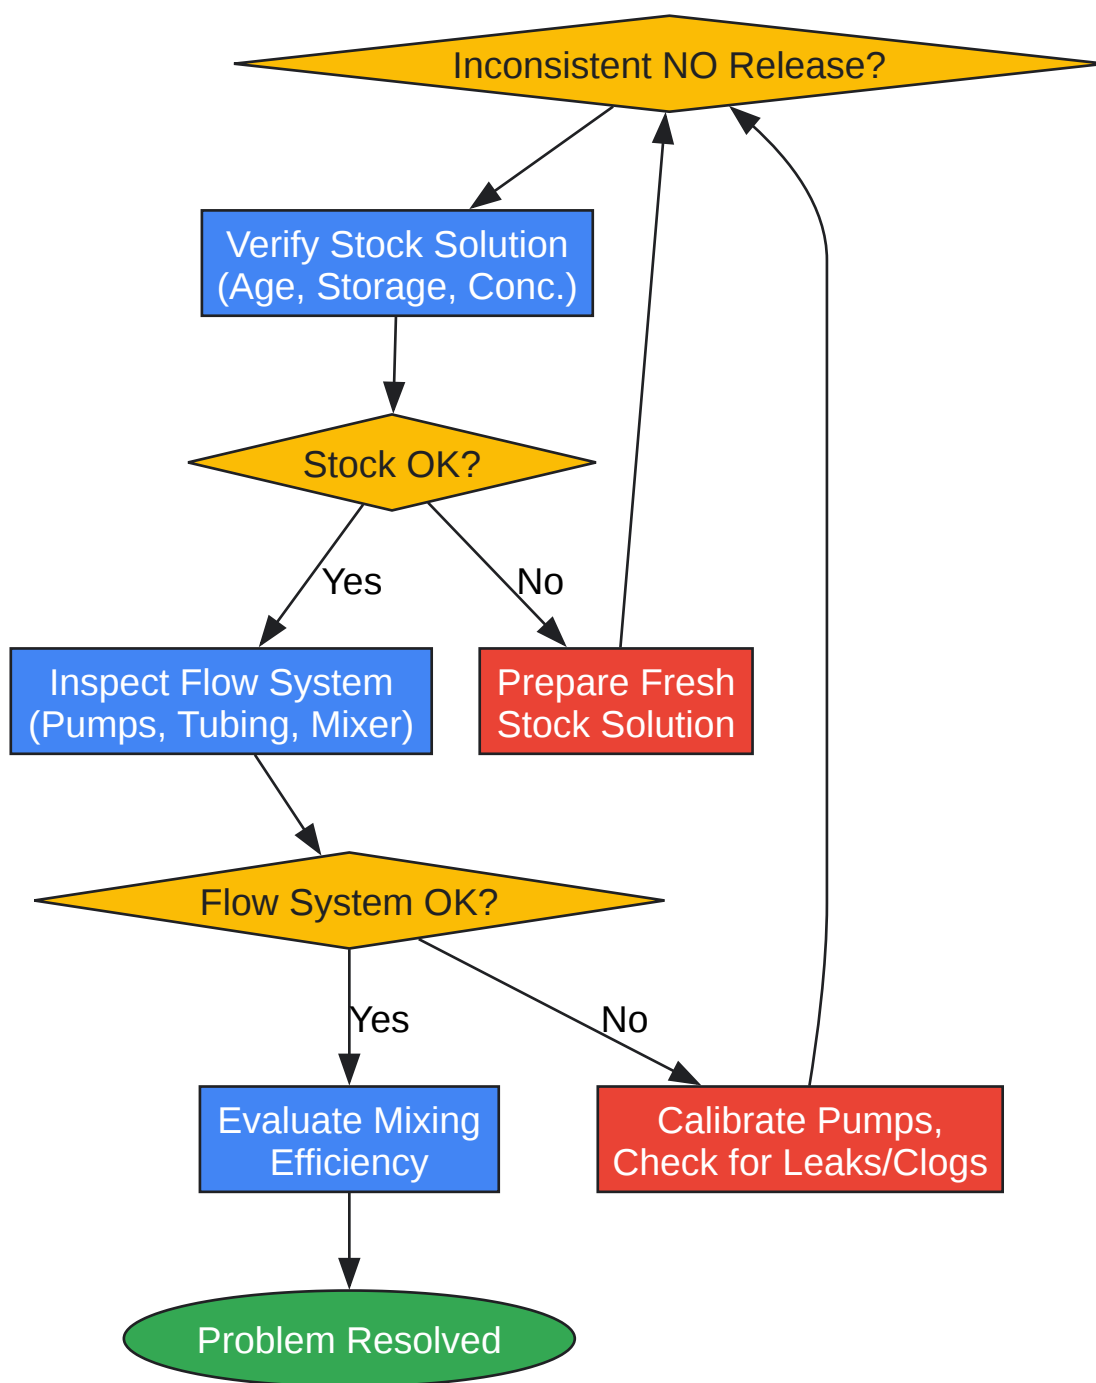 Inconsistent NO Release?
Verify Stock Solution
(Age, Storage, Conc.)
Stock OK?
Yes
No
Inspect Flow System
(Pumps, Tubing, Mixer)
Prepare Fresh
Stock Solution
Flow System OK?
Yes
No
Evaluate Mixing
Efficiency
Calibrate Pumps,
Check for Leaks/Clogs
Problem Resolved